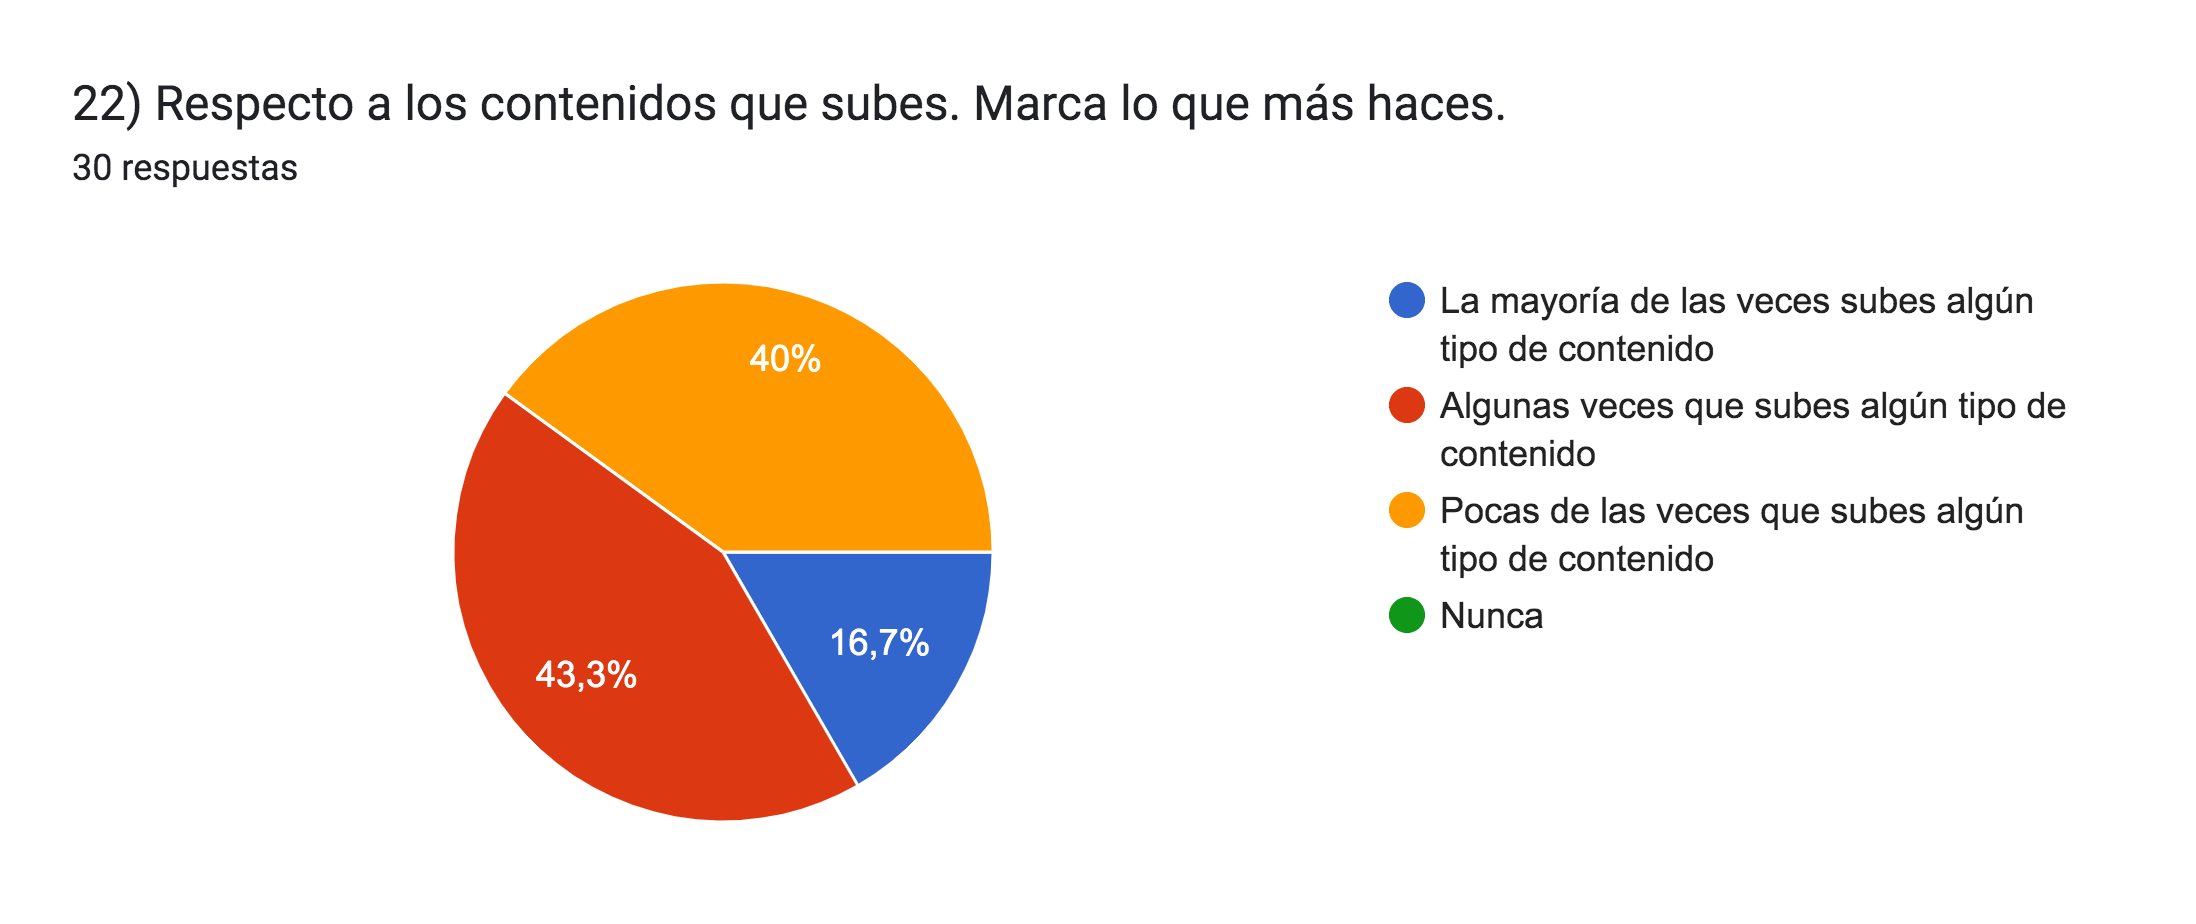 22) Respecto a los contenidos que subes. Marca lo que más haces.
30 respuestas
40%
16,7%
43,3%
La mayoría de las veces subes algún
tipo de contenido
Algunas veces que subes algún tipo de
contenido
Pocas de las veces que subes algún
tipo de contenido
Nunca